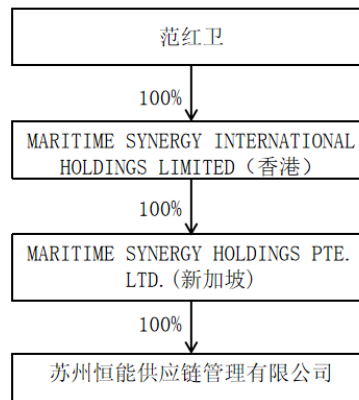 范红卫
100%
MARITIME SYNERGY INTERNATIONAL
HOLDINGS LIMITED（香港）
100%
MARITIME SYNERGY HOLDINGS PTE.
LTD.(新加坡)
100%
苏州恒能供应链管理有限公司